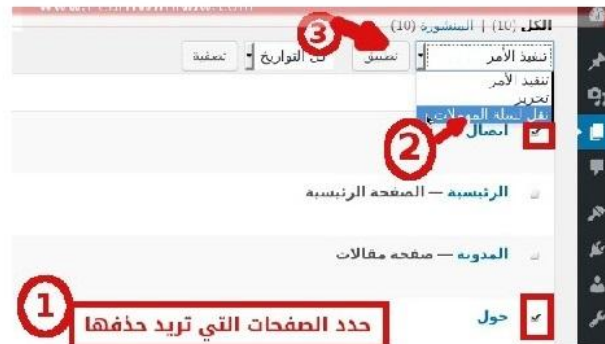 الكل (10) | المنشورة (10)
تنفيذ الأمر تطبيق كل التواريخ تصفية
تنفيذ الأمر
تحرير
نقل لسلة المهملات
اتصال
الرئيسية — الصفحة الرئيسية
المدونة — صفحة مقالات
حول
حدد الصفحات التي تريد حذفها
1
2
3